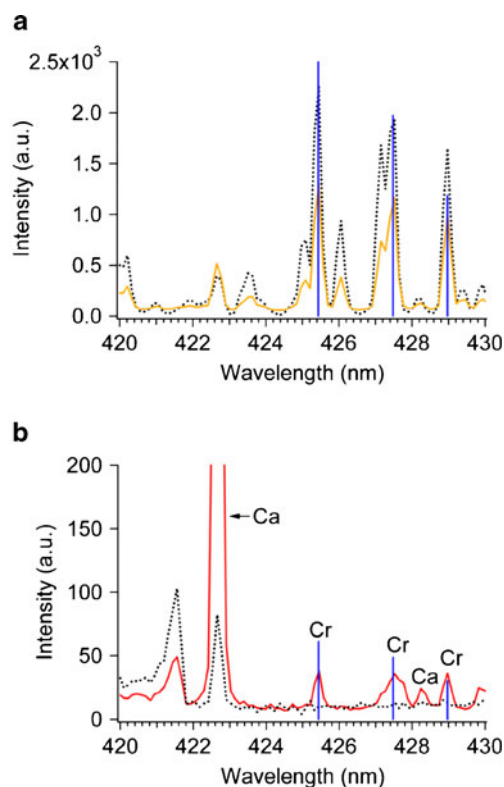 a
2.5x10³
2.0
1.5
1.0
0.5
0.0
Intensity (a.u.)
420 422 424 426 428 430
Wavelength (nm)
b
200
150
100
50
0
Intensity (a.u.)
Ca
Cr
Cr
Ca
Cr
420 422 424 426 428 430
Wavelength (nm)